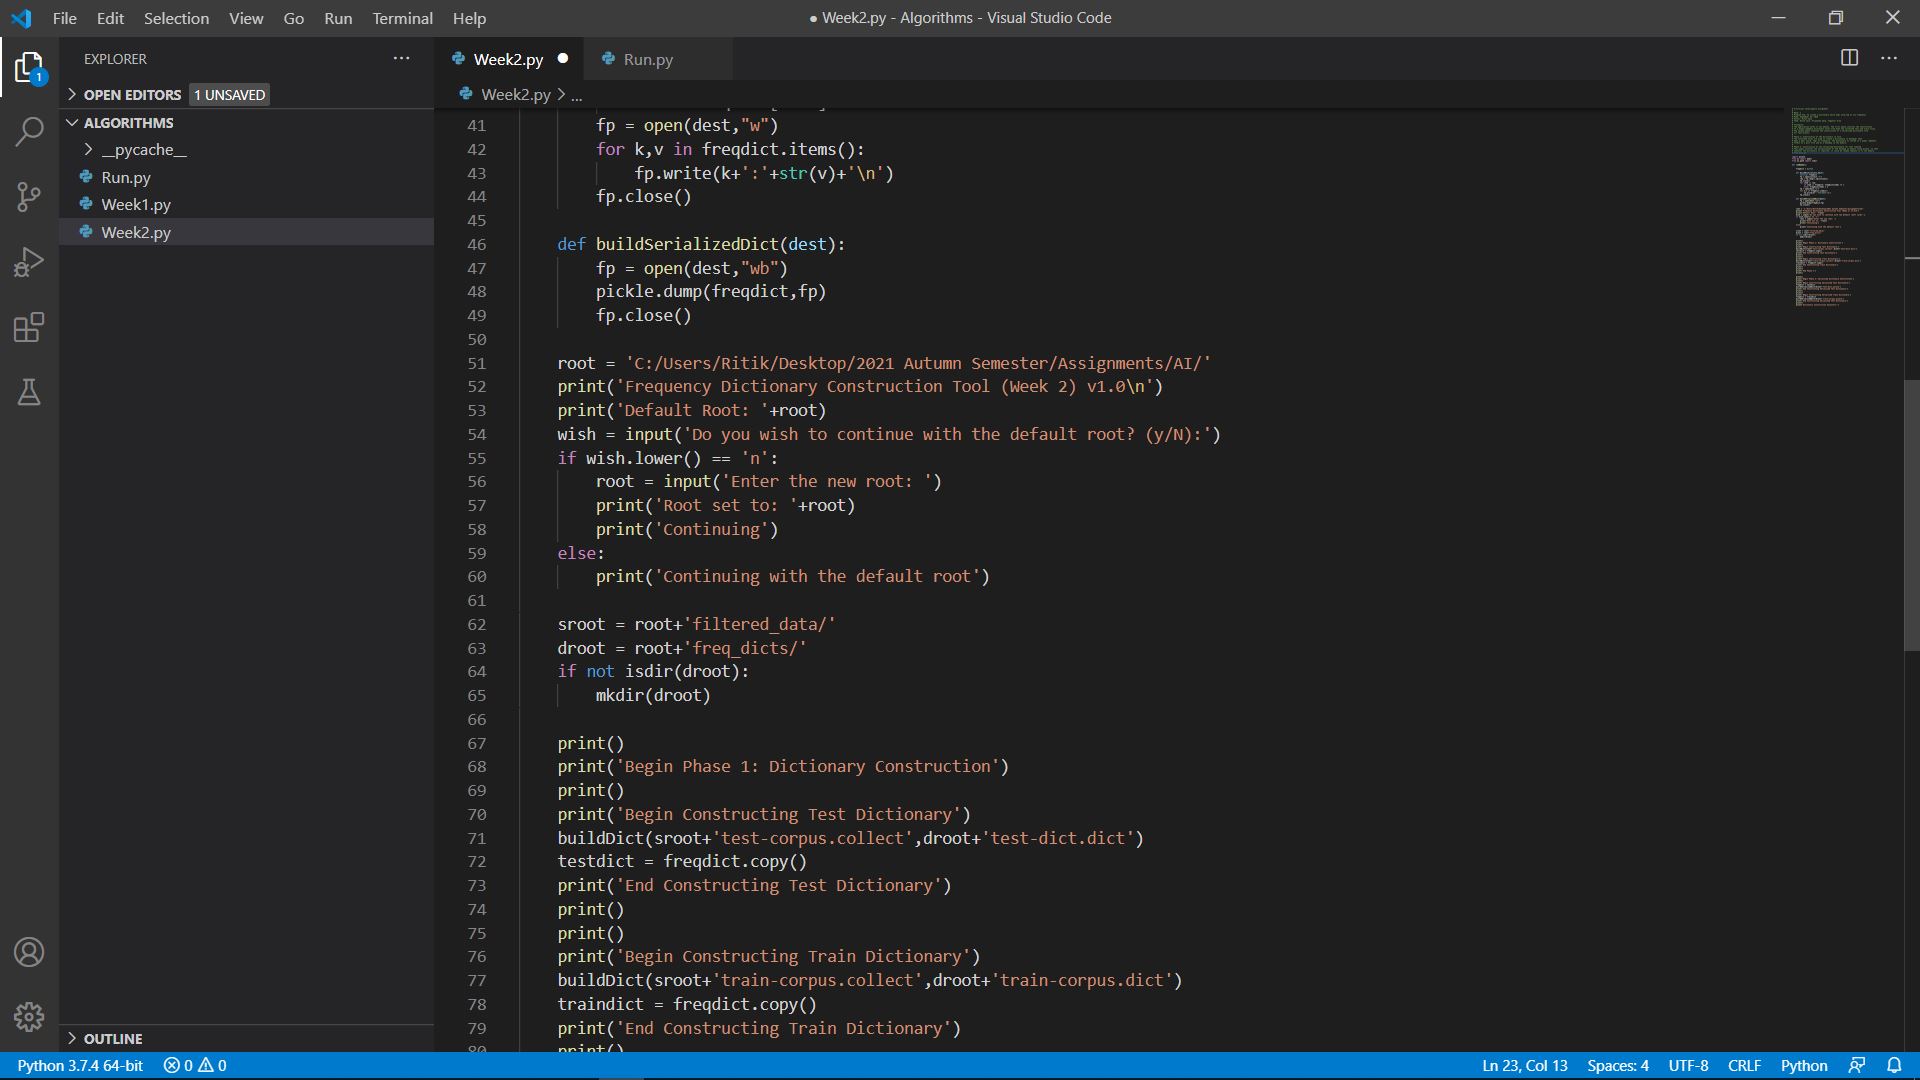 File Edit Selection View Go Run Terminal Help
● Week2.py - Algorithms - Visual Studio Code
EXPLORER
Week2.py
Run.py
1
OPEN EDITORS 1 UNSAVED
Week2.py > ...
ALGORITHMS
__pycache__
Run.py
Week1.py
Week2.py
41 fp = open(dest,"w")
42 for k,v in freqdict.items():
43 fp.write(k+':'+str(v)+'\n')
44 fp.close()
45
46 def buildSerializedDict(dest):
47 fp = open(dest,"wb")
48 pickle.dump(freqdict,fp)
49 fp.close()
50
51 root = 'C:/Users/Ritik/Desktop/2021 Autumn Semester/Assignments/AI/'
52 print('Frequency Dictionary Construction Tool (Week 2) v1.0\n')
53 print('Default Root: '+root)
54 wish = input('Do you wish to continue with the default root? (y/N):')
55 if wish.lower() == 'n':
56 root = input('Enter the new root: ')
57 print('Root set to: '+root)
58 print('Continuing')
59 else:
60 print('Continuing with the default root')
61
62 sroot = root+'filtered_data/'
63 droot = root+'freq_dicts/'
64 if not isdir(droot):
65 mkdir(droot)
66
67 print()
68 print('Begin Phase 1: Dictionary Construction')
69 print()
70 print('Begin Constructing Test Dictionary')
71 buildDict(sroot+'test-corpus.collect',droot+'test-dict.dict')
72 testdict = freqdict.copy()
73 print('End Constructing Test Dictionary')
74 print()
75 print()
76 print('Begin Constructing Train Dictionary')
77 buildDict(sroot+'train-corpus.collect',droot+'train-corpus.dict')
78 traindict = freqdict.copy()
79 print('End Constructing Train Dictionary')
80 print()
OUTLINE
Python 3.7.4 64-bit 0 0 Ln 23, Col 13 Spaces: 4 UTF-8 CRLF Python